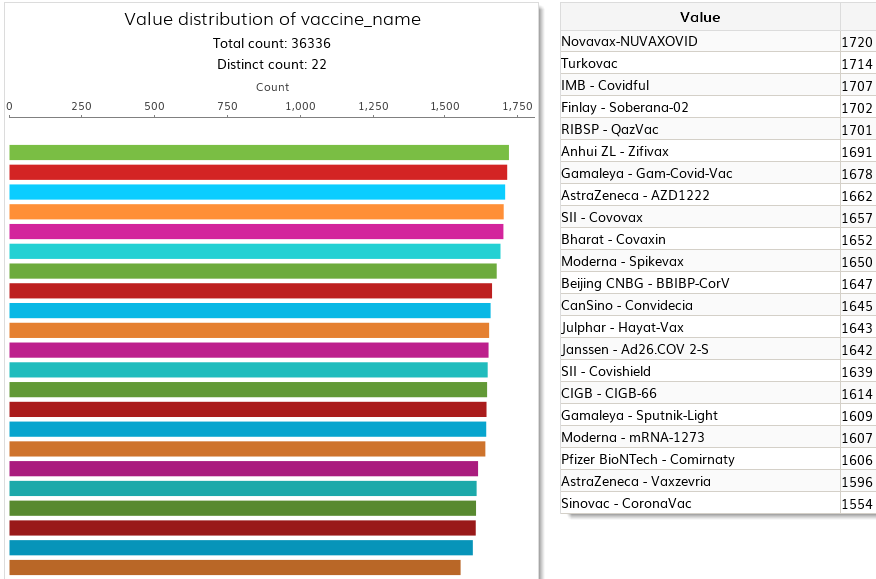 Value distribution of vaccine_name
Total count: 36336
Distinct count: 22
Count
0 250 500 750 1,000 1,250 1,500 1,750
Value
Novavax-NUVAXOVID 1720
Turkovac 1714
IMB - Covidful 1707
Finlay - Soberana-02 1702
RIBSP - QazVac 1701
Anhui ZL - Zifivax 1691
Gamaleya - Gam-Covid-Vac 1678
AstraZeneca - AZD1222 1662
SII - Covovax 1657
Bharat - Covaxin 1652
Moderna - Spikevax 1650
Beijing CNBG - BBIBP-CorV 1647
CanSino - Convidecia 1645
Julphar - Hayat-Vax 1643
Janssen - Ad26.COV 2-S 1642
SII - Covishield 1639
CIGB - CIGB-66 1614
Gamaleya - Sputnik-Light 1609
Moderna - mRNA-1273 1607
Pfizer BioNTech - Comirnaty 1606
AstraZeneca - Vaxzevria 1596
Sinovac - CoronaVac 1554